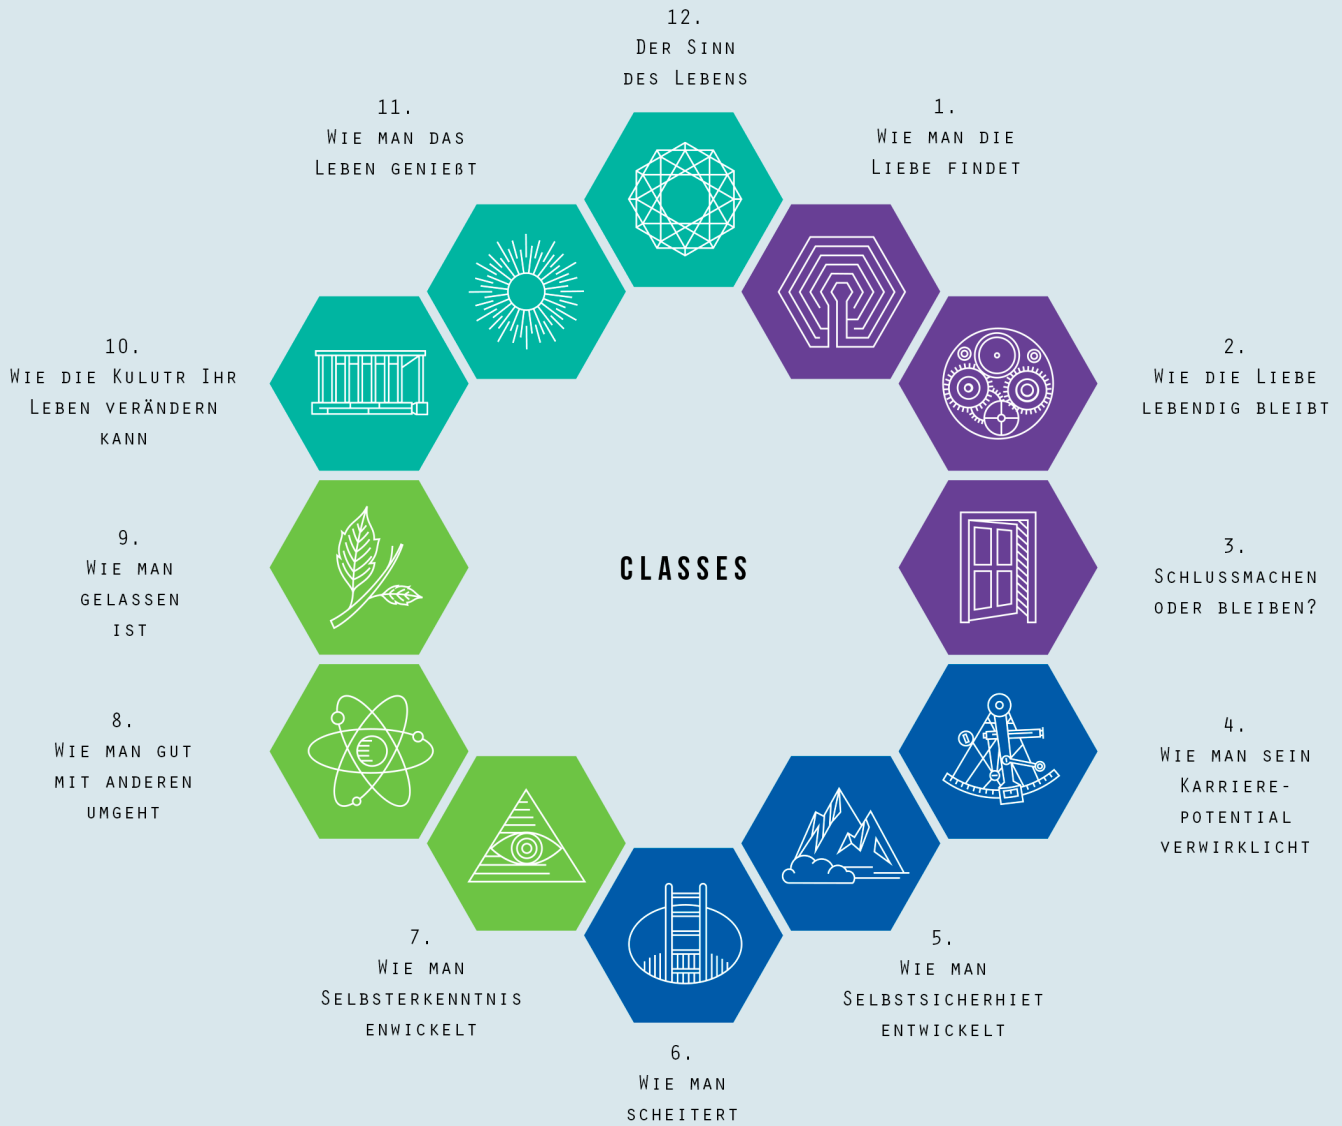 12.
Der Sinn
des Lebens
1.
Wie man die
Liebe findet
2.
Wie die Liebe
lebendig bleibt
3.
Schlussmachen
oder bleiben?
4.
Wie man sein
Karriere-
potential
verwirklicht
5.
Wie man
Selbstsicherhiet
entwickelt
6.
Wie man
scheitert
7.
Wie man
Selbsterkenntnis
enwickelt
8.
Wie man gut
mit anderen
umgeht
9.
Wie man
gelassen
ist
10.
Wie die Kulutr Ihr
Leben verändern
kann
11.
Wie man das
Leben genießt
CLASSES